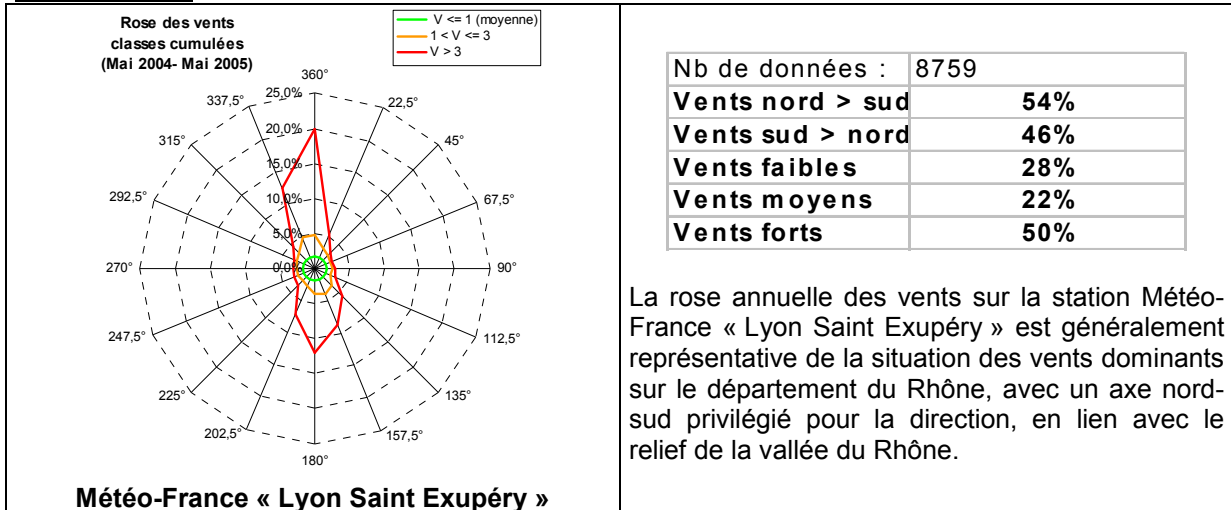 Rose des vents
classes cumulées
(Mai 2004- Mai 2005)
V <= 1 (moyenne)
1 < V <= 3
V > 3
360°
22,5°
45°
67,5°
90°
112,5°
135°
157,5°
180°
202,5°
225°
247,5°
270°
292,5°
315°
337,5°
25,0%
20,0%
15,0%
10,0%
5,0%
0,0%
Météo-France « Lyon Saint Exupéry »
Nb de données : 8759
Vents nord > sud 54%
Vents sud > nord 46%
Vents faibles 28%
Vents moyens 22%
Vents forts 50%
La rose annuelle des vents sur la station Météo-
France « Lyon Saint Exupéry » est généralement
représentative de la situation des vents dominants
sur le département du Rhône, avec un axe nord-
sud privilégié pour la direction, en lien avec le
relief de la vallée du Rhône.